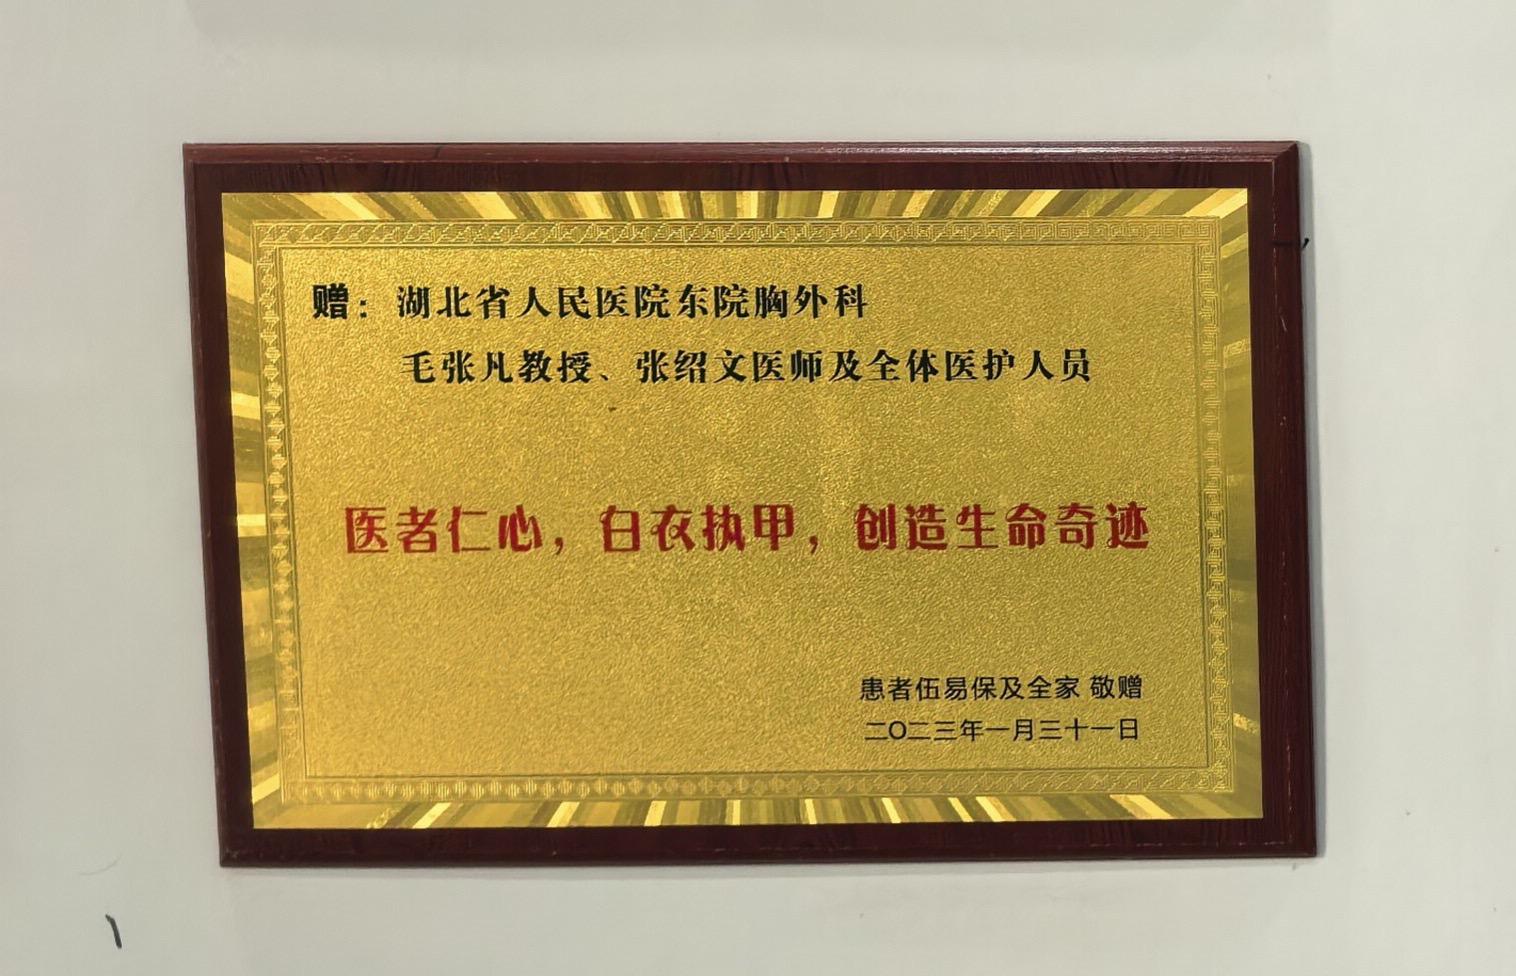 赠：湖北省人民医院东院胸外科
毛张凡教授、张绍文医师及全体医护人员
医者仁心，白衣执甲，创造生命奇迹
患者伍易保及全家 敬赠
二〇二三年一月三十一日